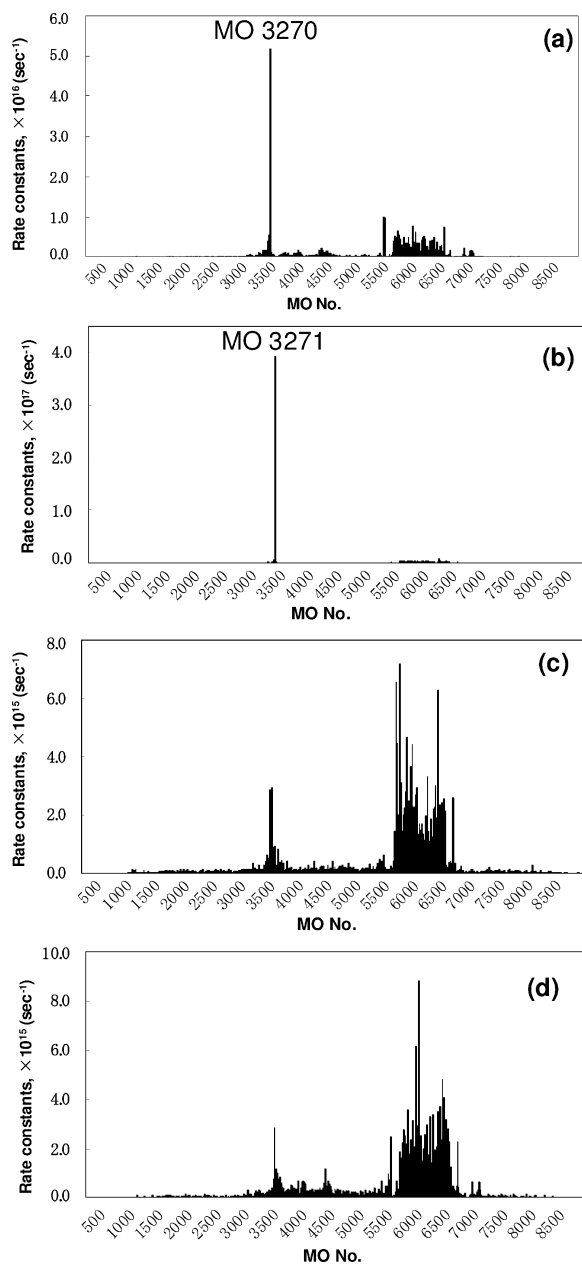 MO 3270
(a)
Rate constants, ×10¹⁶ (sec⁻¹)
6.0
5.0
4.0
3.0
2.0
1.0
0.0
500 1000 1500 2000 2500 3000 3500 4000 4500 5000 5500 6000 6500 7000 7500 8000 8500
MO No.
MO 3271
(b)
Rate constants, ×10¹⁷ (sec⁻¹)
4.0
3.0
2.0
1.0
0.0
500 1000 1500 2000 2500 3000 3500 4000 4500 5000 5500 6000 6500 7000 7500 8000 8500
MO No.
(c)
Rate constants, ×10¹⁵ (sec⁻¹)
8.0
6.0
4.0
2.0
0.0
500 1000 1500 2000 2500 3000 3500 4000 4500 5000 5500 6000 6500 7000 7500 8000 8500
MO No.
(d)
Rate constants, ×10¹⁵ (sec⁻¹)
10.0
8.0
6.0
4.0
2.0
0.0
500 1000 1500 2000 2500 3000 3500 4000 4500 5000 5500 6000 6500 7000 7500 8000 8500
MO No.